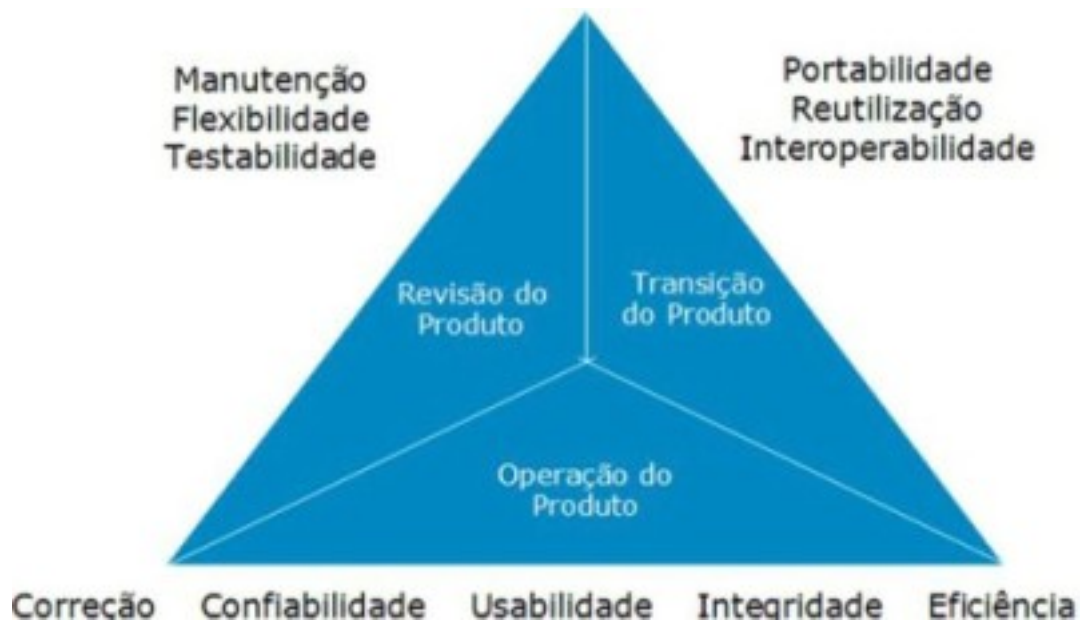 Manutenção
Flexibilidade
Testabilidade
Portabilidade
Reutilização
Interoperabilidade
Revisão do
Produto
Transição
do Produto
Operação do
Produto
Correção Confiabilidade Usabilidade Integridade Eficiência